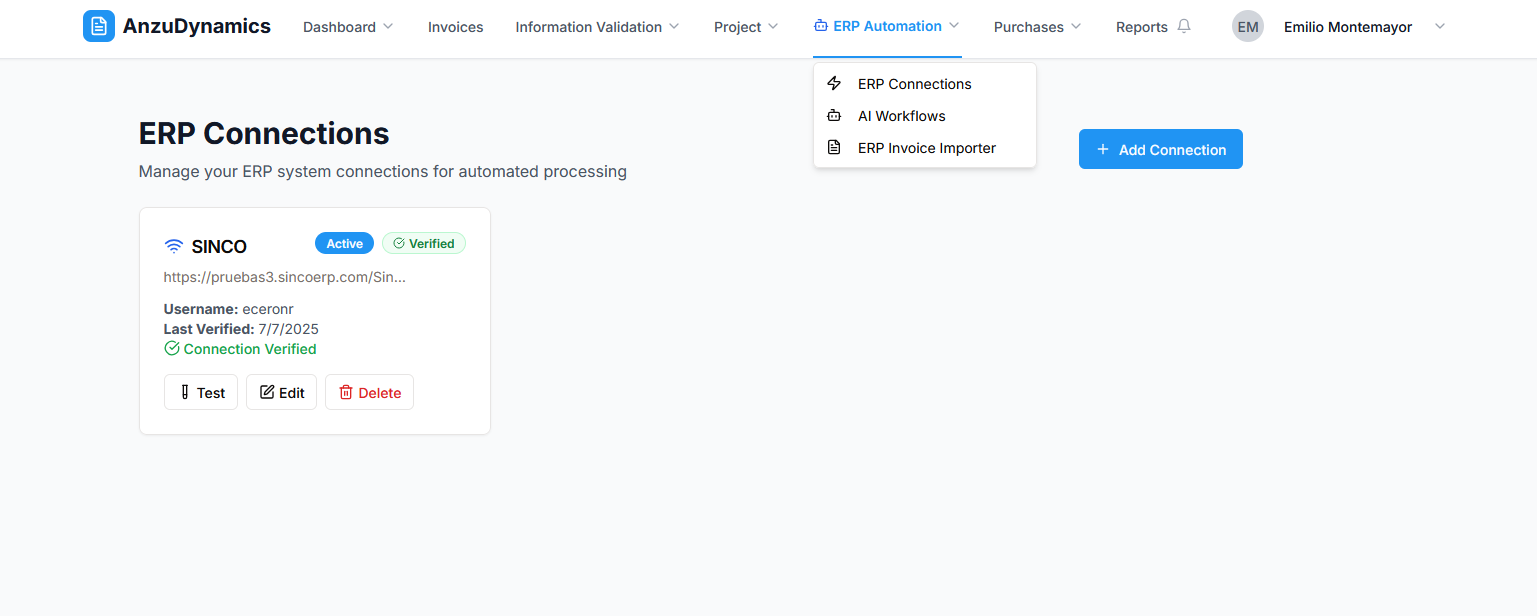 AnzuDynamics Dashboard Invoices Information Validation Project ERP Automation Purchases Reports EM Emilio Montemayor
ERP Connections
AI Workflows
ERP Invoice Importer
ERP Connections
Manage your ERP system connections for automated processing
+ Add Connection
SINCO Active Verified
https://pruebas3.sincoerp.com/Sin...
Username: eceronr
Last Verified: 7/7/2025
Connection Verified
Test Edit Delete